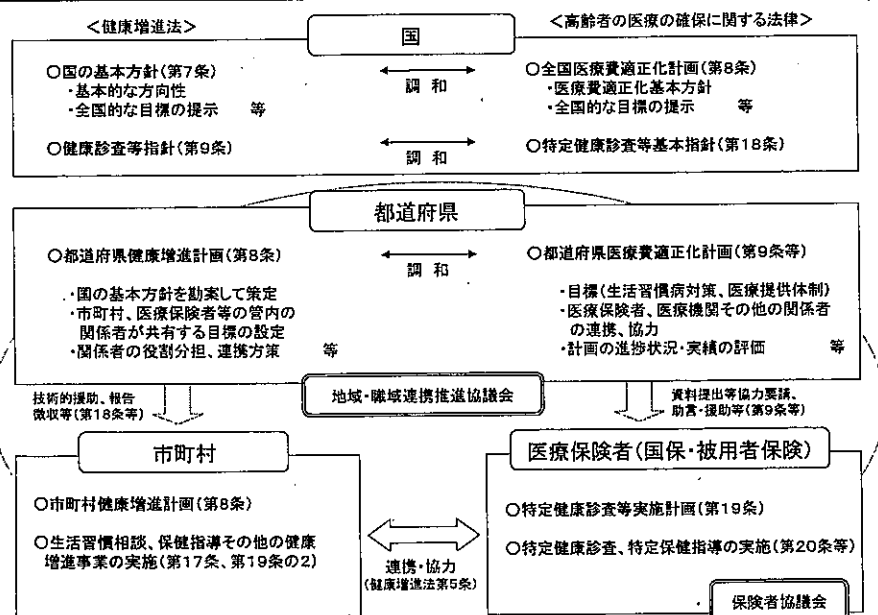 ＜健康増進法＞
国
＜高齢者の医療の確保に関する法律＞
○国の基本方針(第7条)
・基本的な方向性
・全国的な目標の提示　等
調 和
○全国医療費適正化計画(第8条)
・医療費適正化基本方針
・全国的な目標の提示　等
○健康診査等指針(第9条)
調 和
○特定健康診査等基本指針(第18条)
都道府県
○都道府県健康増進計画(第8条)
・国の基本方針を勘案して策定
・市町村、医療保険者等の管内の
関係者が共有する目標の設定
・関係者の役割分担、連携方策　等
調 和
○都道府県医療費適正化計画(第9条等)
・目標(生活習慣病対策、医療提供体制)
・医療保険者、医療機関その他の関係者
の連携、協力
・計画の進捗状況・実績の評価　等
地域・職域連携推進協議会
技術的援助、報告
徴収等(第18条等)
資料提出等協力要請、
助言・援助等(第9条等)
市町村
○市町村健康増進計画(第8条)
○生活習慣相談、保健指導その他の健康
増進事業の実施(第17条、第19条の2)
連携・協力
(健康増進法第5条)
医療保険者(国保・被用者保険)
○特定健康診査等実施計画(第19条)
○特定健康診査、特定保健指導の実施(第20条等)
保険者協議会